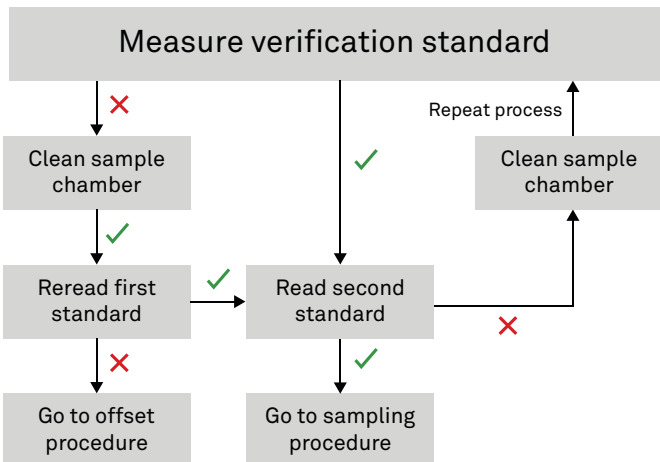 Measure verification standard
Repeat process
Clean sample
chamber
Clean sample
chamber
Reread first
standard
Read second
standard
Go to offset
procedure
Go to sampling
procedure